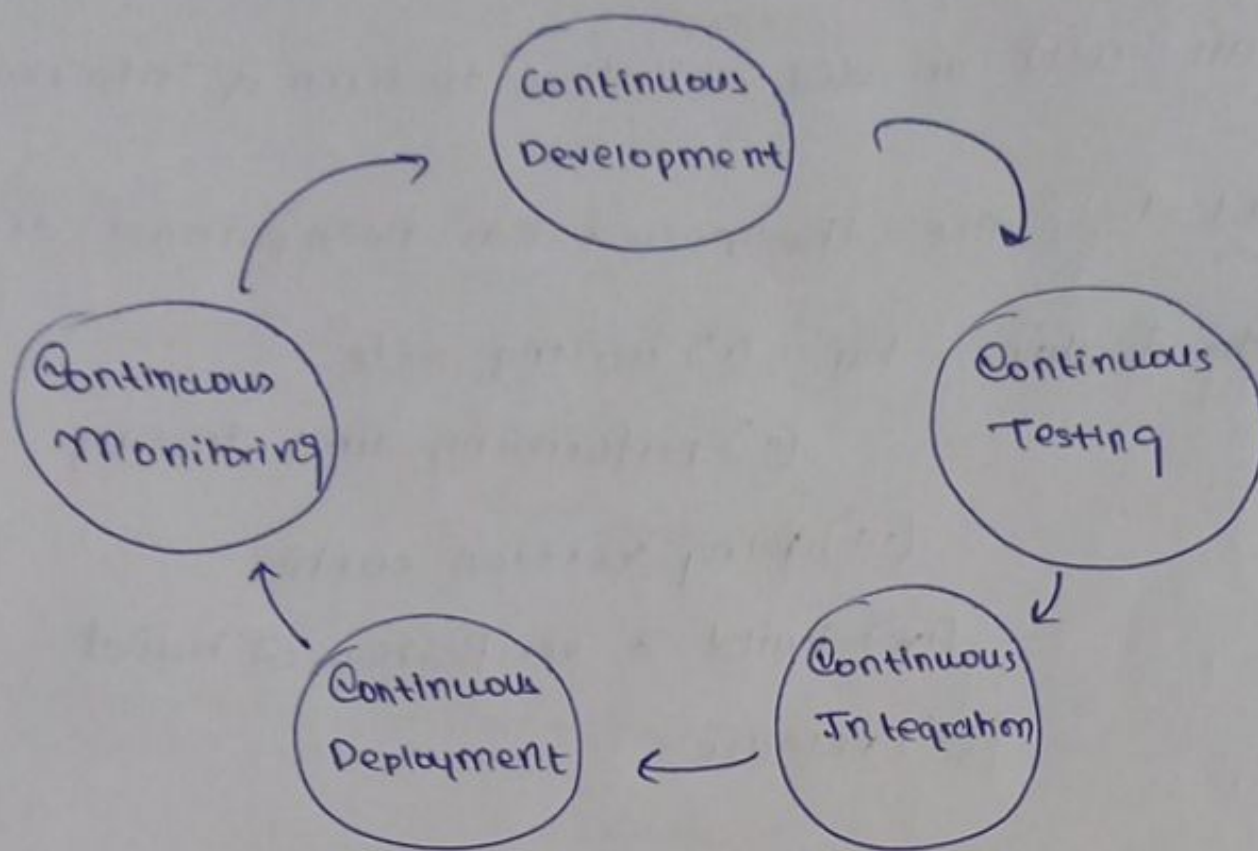 Continuous
Development
Continuous
Testing
Continuous
Integration
Continuous
Deployment
Continuous
Monitoring